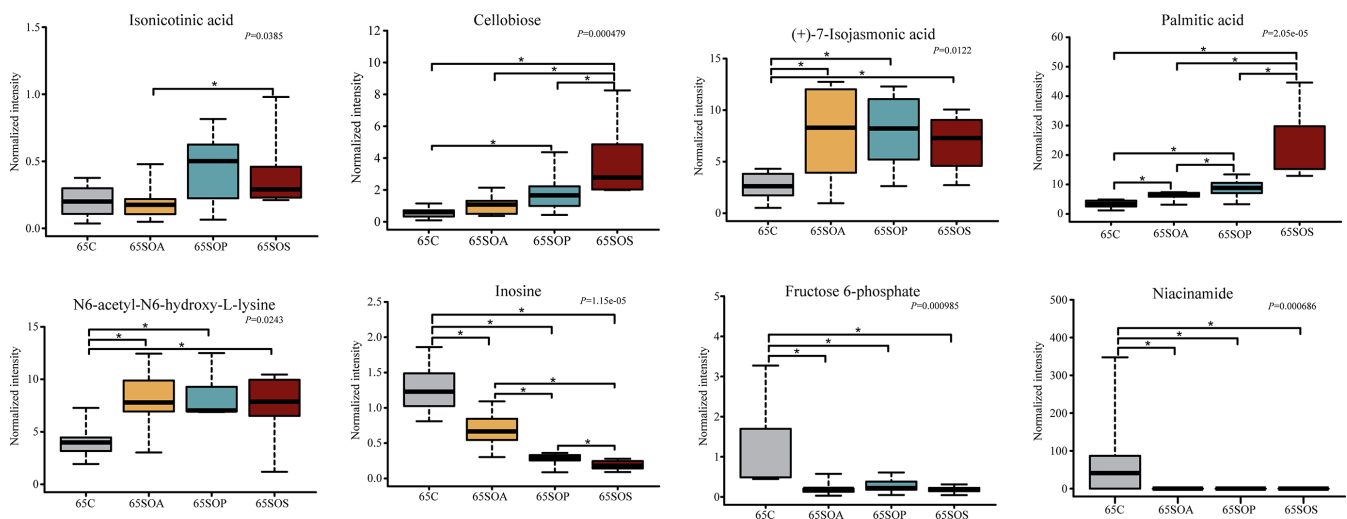 Isonicotinic acid
P=0.0385
Normalized intensity
1.5
1.0
0.5
0.0
*
65C 65SOA 65SOP 65SOS
Cellobiose
P=0.000479
Normalized intensity
12
10
8
6
4
2
0
*
*
*
*
65C 65SOA 65SOP 65SOS
(+)-7-Isojasmonic acid
P=0.0122
Normalized intensity
15
10
5
0
*
*
*
65C 65SOA 65SOP 65SOS
Palmitic acid
P=2.05e-05
Normalized intensity
60
50
40
30
20
10
0
*
*
*
*
*
*
65C 65SOA 65SOP 65SOS
N6-acetyl-N6-hydroxy-L-lysine
P=0.0243
Normalized intensity
15
10
5
0
*
*
*
65C 65SOA 65SOP 65SOS
Inosine
P=1.15e-05
Normalized intensity
2.5
2.0
1.5
1.0
0.5
0.0
*
*
*
*
*
*
65C 65SOA 65SOP 65SOS
Fructose 6-phosphate
P=0.000985
Normalized intensity
5
4
3
2
1
0
*
*
*
65C 65SOA 65SOP 65SOS
Niacinamide
P=0.000686
Normalized intensity
500
400
300
200
100
0
*
*
*
65C 65SOA 65SOP 65SOS